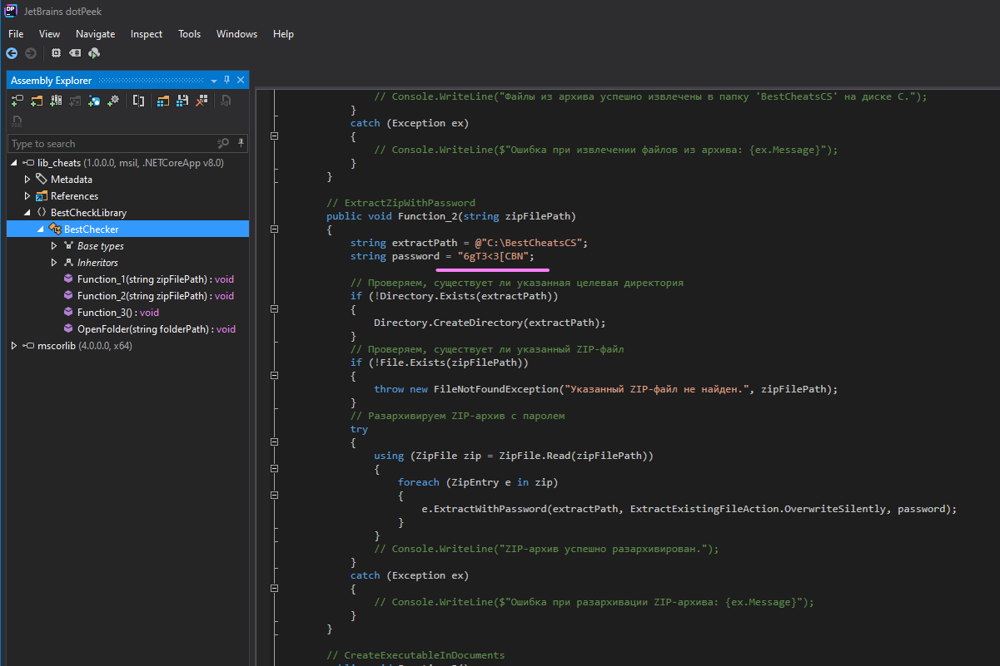 JetBrains dotPeek
File View Navigate Inspect Tools Windows Help
Assembly Explorer
Type to search
lib_cheats (1.0.0.0, msil, .NETCoreApp v8.0)
Metadata
References
BestCheckLibrary
BestChecker
Base types
Inheritors
Function_1(string zipFilePath) : void
Function_2(string zipFilePath) : void
Function_3() : void
OpenFolder(string folderPath) : void
mscorlib (4.0.0.0, x64)
// Console.WriteLine("Файлы из архива успешно извлечены в папку 'BestCheatsCS' на диске C.");
}
catch (Exception ex)
{
// Console.WriteLine($"Ошибка при извлечении файлов из архива: {ex.Message}");
}
}
// ExtractZipWithPassword
public void Function_2(string zipFilePath)
{
string extractPath = @"C:\BestCheatsCS";
string password = "6gT3<3[CBN";
// Проверяем, существует ли указанная целевая директория
if (!Directory.Exists(extractPath))
{
Directory.CreateDirectory(extractPath);
}
// Проверяем, существует ли указанный ZIP-файл
if (!File.Exists(zipFilePath))
{
throw new FileNotFoundException("Указанный ZIP-файл не найден.", zipFilePath);
}
// Разархивируем ZIP-архив с паролем
try
{
using (ZipFile zip = ZipFile.Read(zipFilePath))
{
foreach (ZipEntry e in zip)
{
e.ExtractWithPassword(extractPath, ExtractExistingFileAction.OverwriteSilently, password);
}
}
// Console.WriteLine("ZIP-архив успешно разархивирован.");
}
catch (Exception ex)
{
// Console.WriteLine($"Ошибка при разархивации ZIP-архива: {ex.Message}");
}
}
// CreateExecutableInDocuments